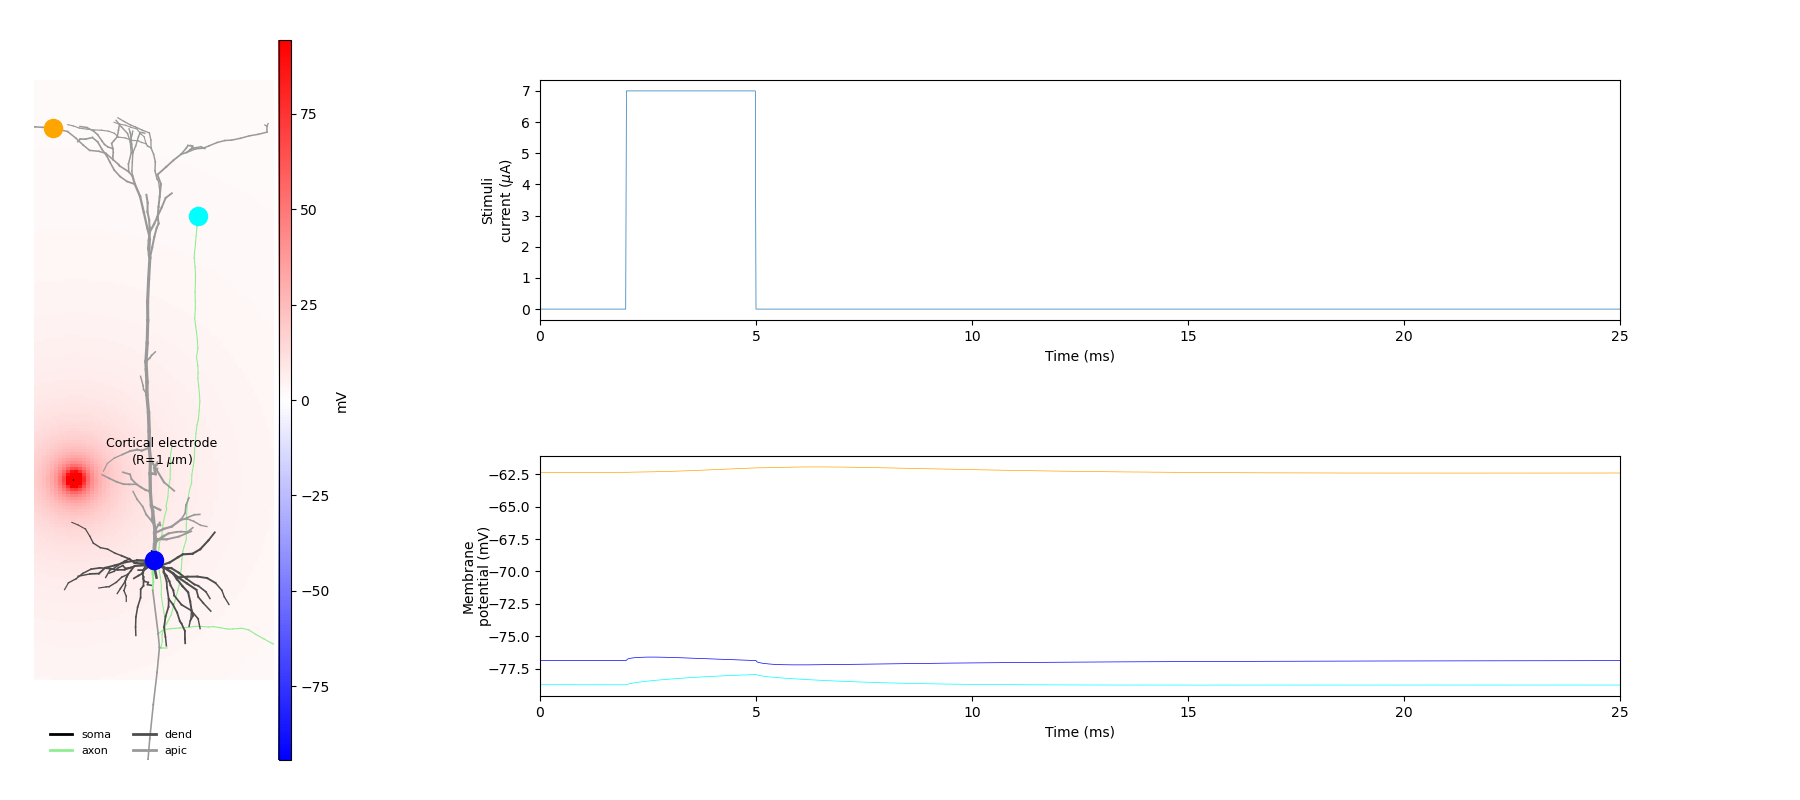 75
50
25
0
−25
−50
−75
mV
Cortical electrode
(R=1 μm)
soma
axon
dend
apic
7
6
5
4
3
2
1
0
Stimuli
current (μA)
0 5 10 15 20 25
Time (ms)
−62.5
−65.0
−67.5
−70.0
−72.5
−75.0
−77.5
Membrane
potential (mV)
0 5 10 15 20 25
Time (ms)